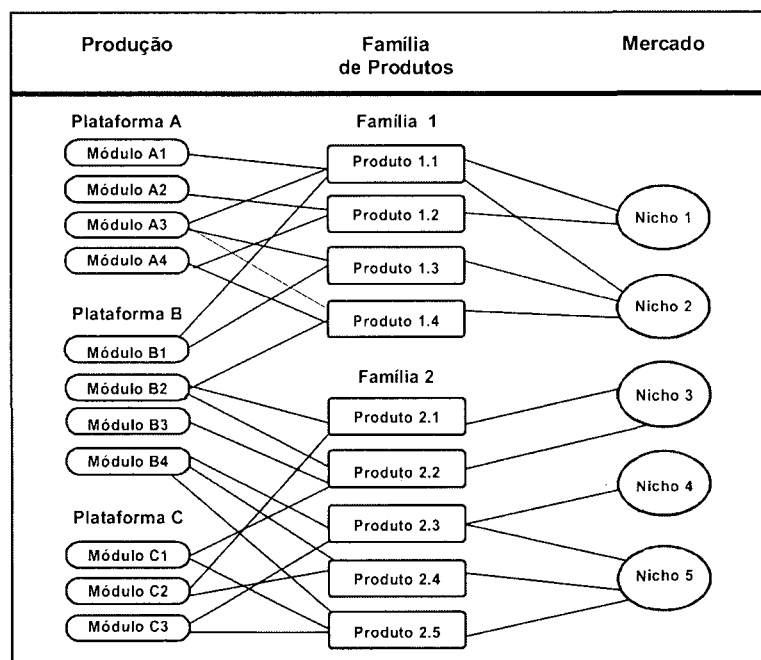 Produção
Família
de Produtos
Mercado
Plataforma A
Módulo A1
Módulo A2
Módulo A3
Módulo A4
Plataforma B
Módulo B1
Módulo B2
Módulo B3
Módulo B4
Plataforma C
Módulo C1
Módulo C2
Módulo C3
Família 1
Produto 1.1
Produto 1.2
Produto 1.3
Produto 1.4
Família 2
Produto 2.1
Produto 2.2
Produto 2.3
Produto 2.4
Produto 2.5
Nicho 1
Nicho 2
Nicho 3
Nicho 4
Nicho 5